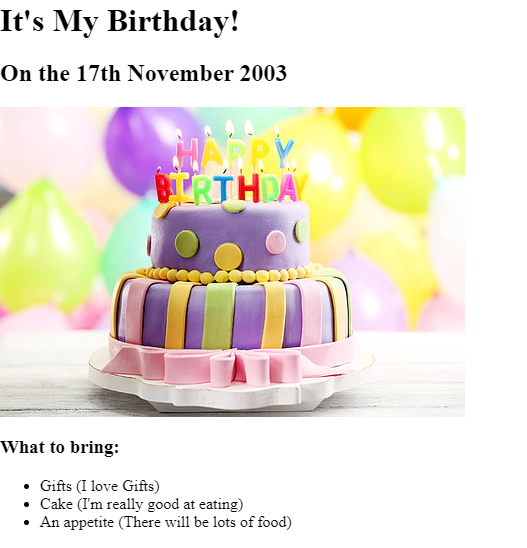 It's My Birthday!
On the 17th November 2003
HAPPY
BIRTHDAY
What to bring:
Gifts (I love Gifts)
Cake (I'm really good at eating)
An appetite (There will be lots of food)